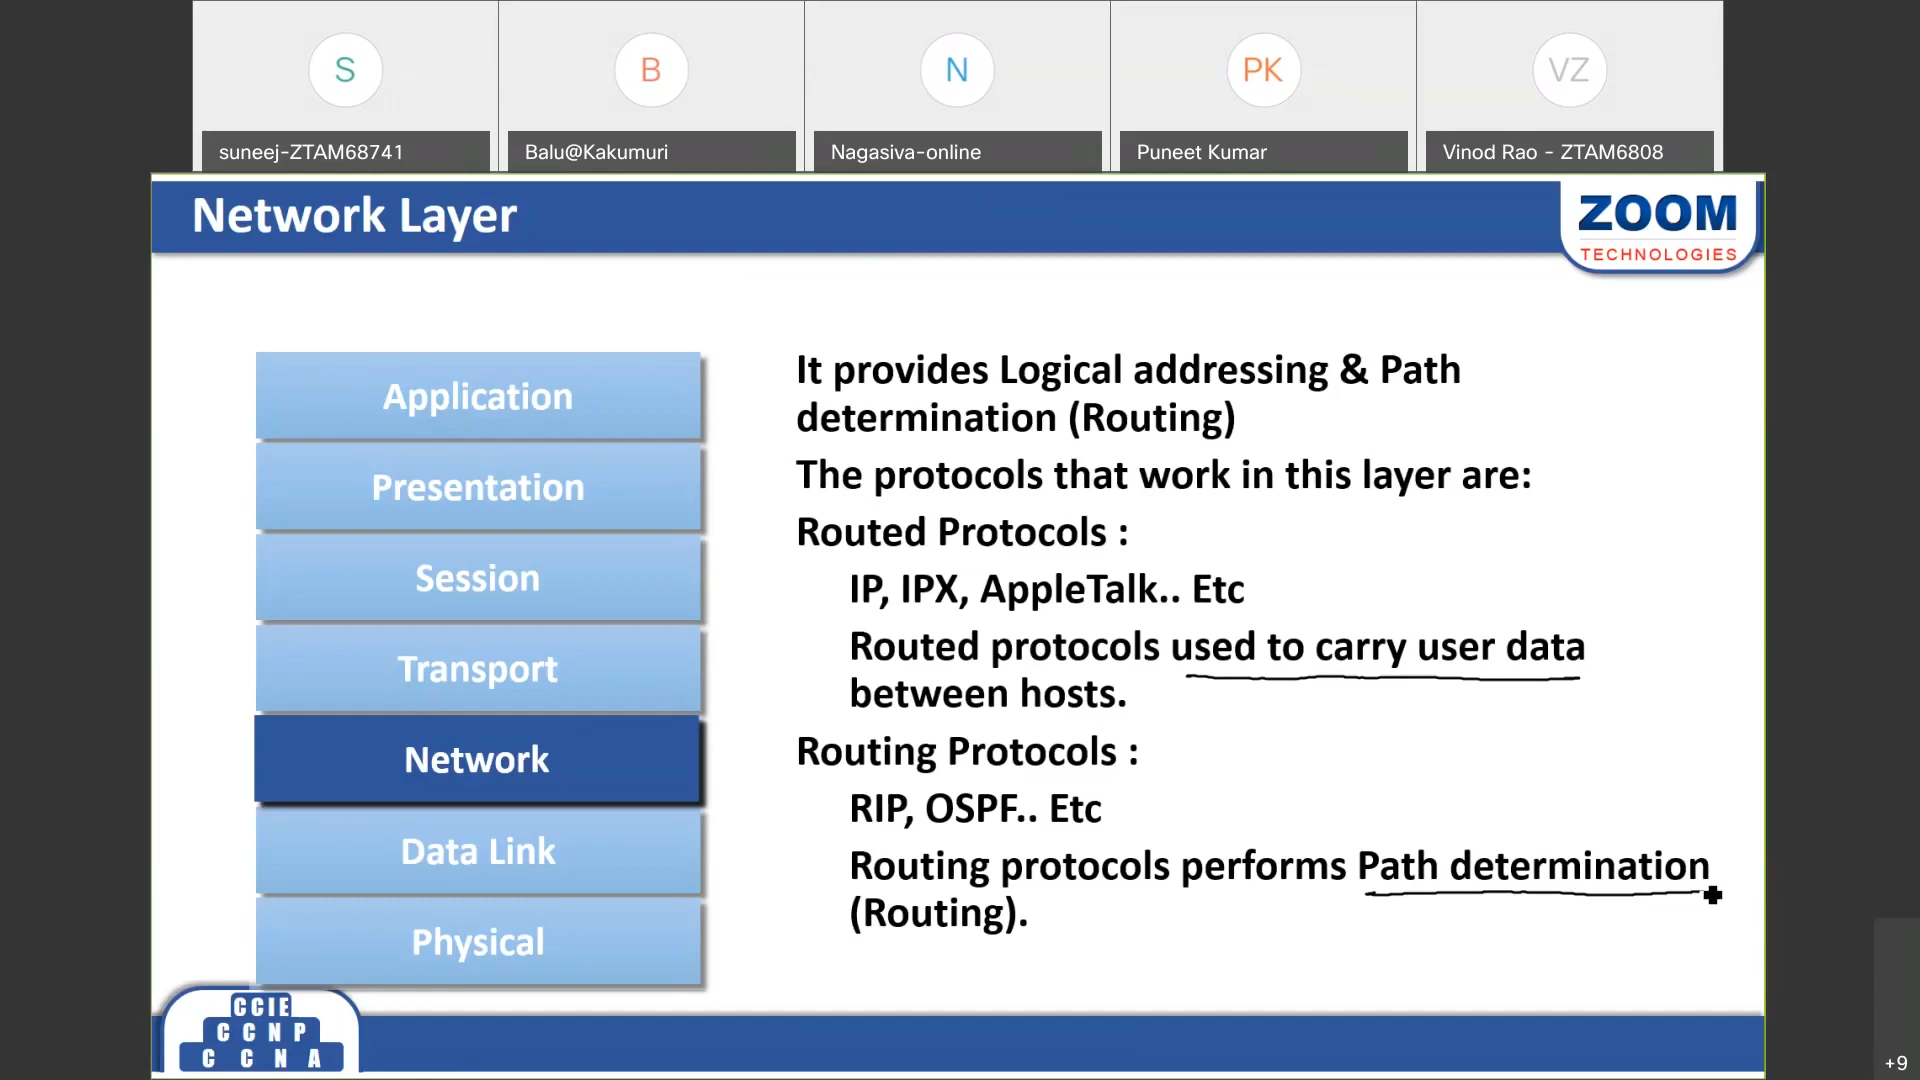 S
B
N
PK
VZ
suneej-ZTAM68741
Balu@Kakumuri
Nagasiva-online
Puneet Kumar
Vinod Rao - ZTAM6808
Network Layer
ZOOM
TECHNOLOGIES
Application
Presentation
Session
Transport
Network
Data Link
Physical
It provides Logical addressing & Path
determination (Routing)
The protocols that work in this layer are:
Routed Protocols :
IP, IPX, AppleTalk.. Etc
Routed protocols used to carry user data
between hosts.
Routing Protocols :
RIP, OSPF.. Etc
Routing protocols performs Path determination
(Routing).
CCIE
CCNP
CCNA
+9